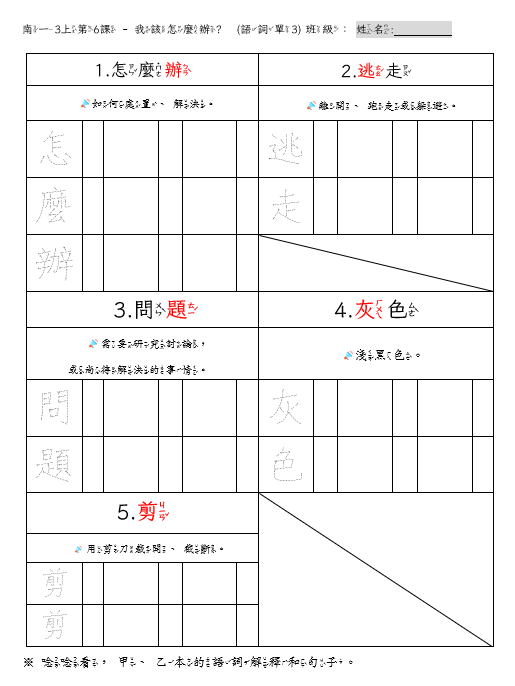 南一 3上第6課 - 我該怎麼辦? (語詞單3) 班級: 姓名:
1.怎麼辦
如何處置、解決。
怎
麼
辦
2.逃走
離開、跑走或躲避。
逃
走
3.問題
需要研究討論,
或尚待解決的事情。
問
題
4.灰色
淺黑色。
灰
色
5.剪
用剪刀裁開、裁斷。
剪
剪
※ 唸唸看, 甲、乙本的語詞解釋和句子。